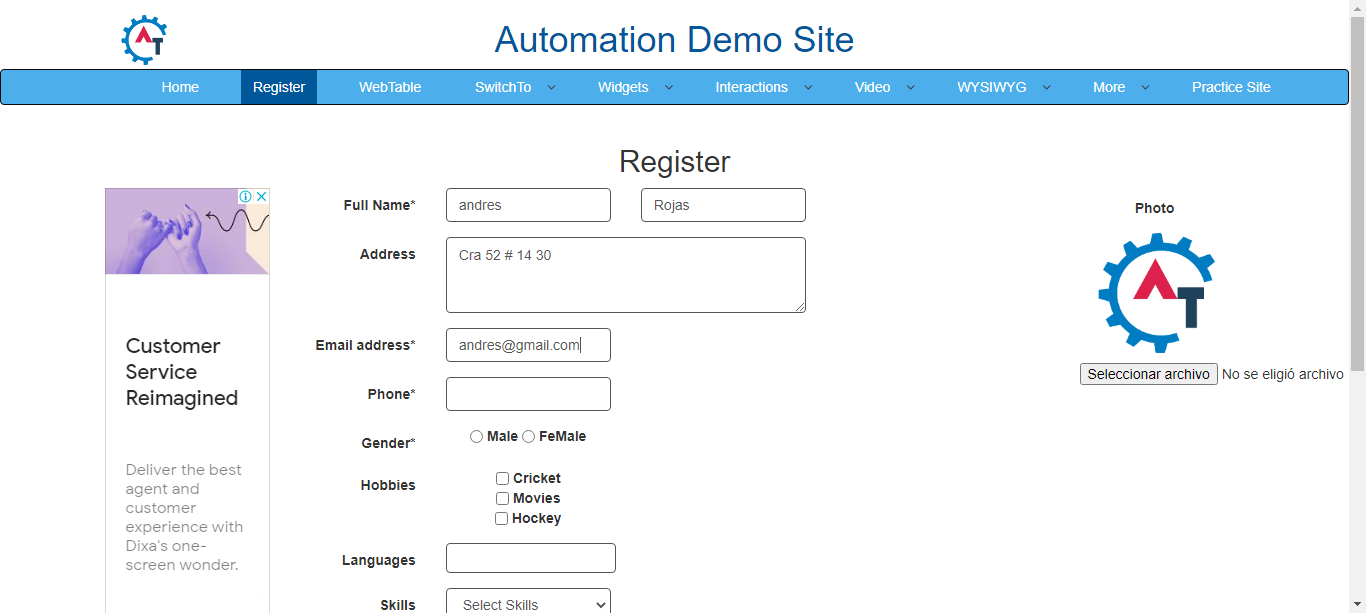 AT
Automation Demo Site
Home Register WebTable SwitchTo Widgets Interactions Video WYSIWYG More Practice Site
Register
Full Name* andres Rojas
Photo
Address Cra 52 # 14 30
AT
Email address* andres@gmail.com
Seleccionar archivo No se eligió archivo
Phone*
Gender* Male FeMale
Hobbies Cricket
Movies
Hockey
Languages
Skills Select Skills
Customer
Service
Reimagined
Deliver the best
agent and
customer
experience with
Dixa's one-
screen wonder.